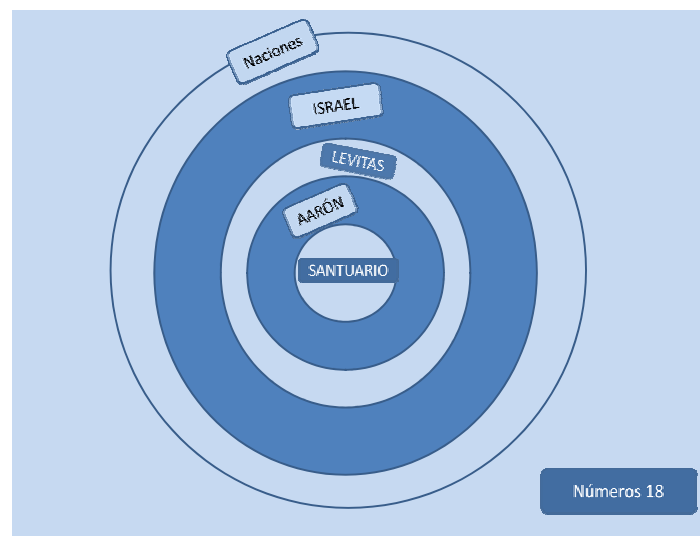 Naciones
ISRAEL
LEVITAS
AARÓN
SANTUARIO
Números 18